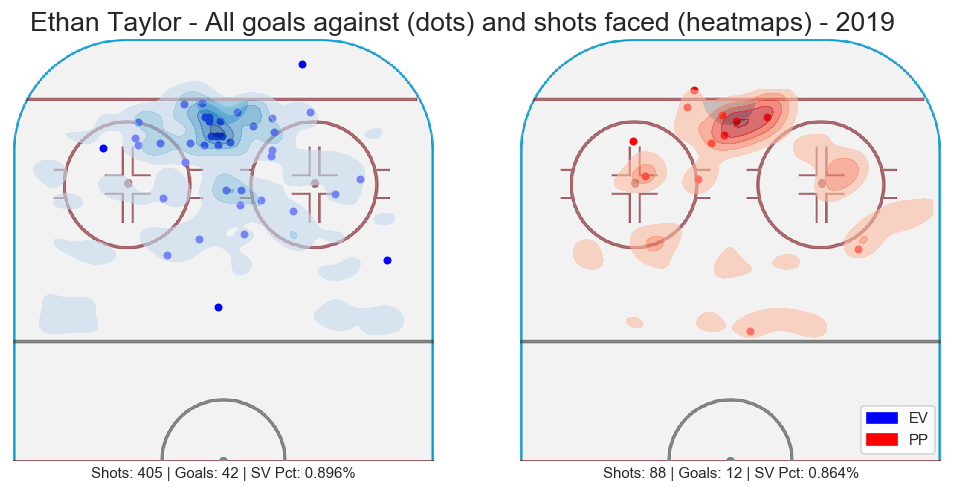 Ethan Taylor - All goals against (dots) and shots faced (heatmaps) - 2019
EV
PP
Shots: 405 | Goals: 42 | SV Pct: 0.896%
Shots: 88 | Goals: 12 | SV Pct: 0.864%